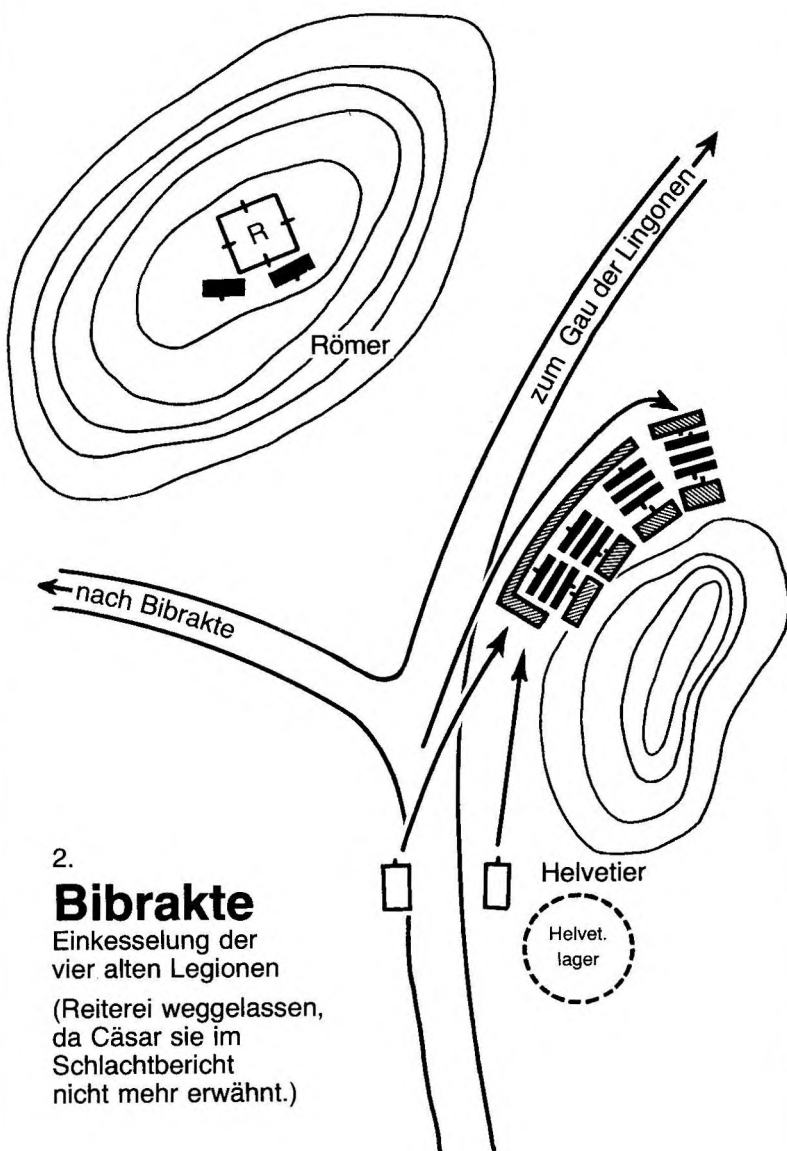 R
Römer
zum Gau der Lingonen
nach Bibrakte
2.
Bibrakte
Einkesselung der
vier alten Legionen
(Reiterei weggelassen,
da Cäsar sie im
Schlachtbericht
nicht mehr erwähnt.)
Helvetier
Helvet.
lager